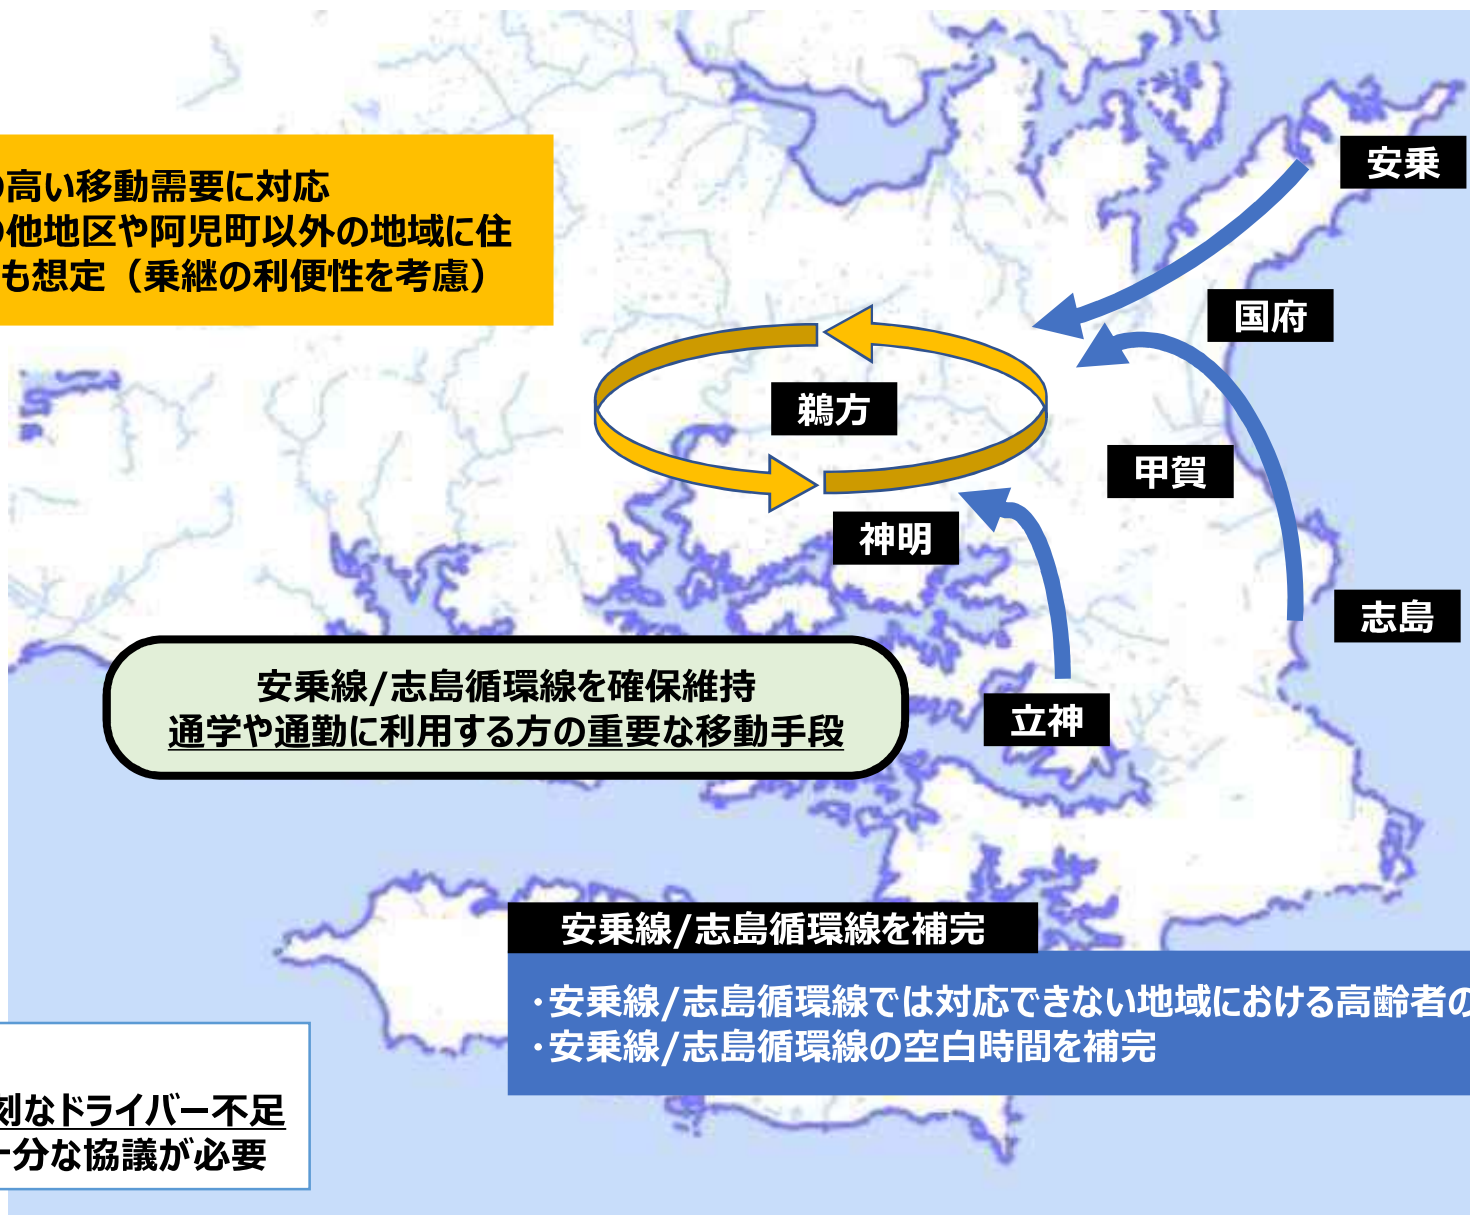 の高い移動需要に対応
の他地区や阿児町以外の地域に住
も想定（乗継の利便性を考慮）
安乗
国府
鵜方
甲賀
神明
志島
安乗線/志島循環線を確保維持
通学や通勤に利用する方の重要な移動手段
立神
安乗線/志島循環線を補完
・安乗線/志島循環線では対応できない地域における高齢者の
・安乗線/志島循環線の空白時間を補完
刻なドライバー不足
十分な協議が必要